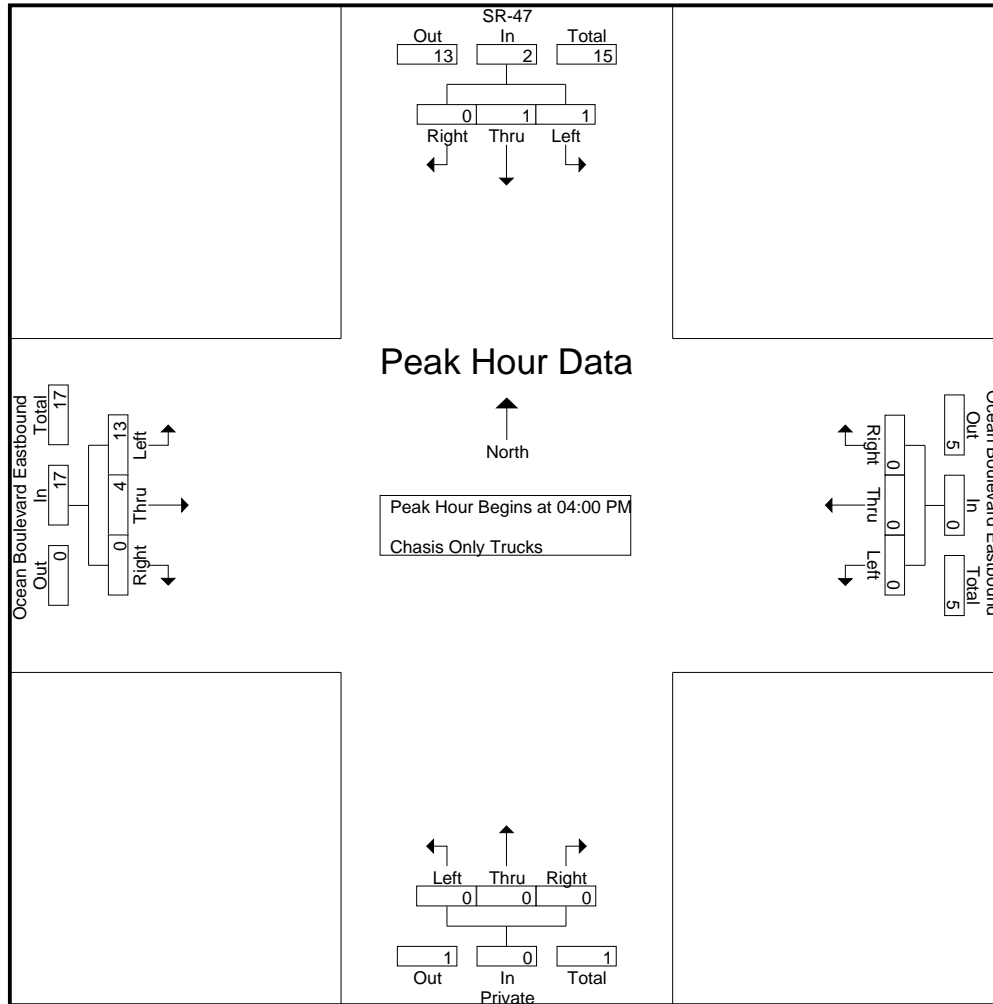 SR-47
Out In Total
13 2 15
0 1 1
Right Thru Left
Peak Hour Data
North
Peak Hour Begins at 04:00 PM
Chasis Only Trucks
Ocean Boulevard Eastbound
Total In Out
17 17 0
13 4 0
Left Thru Right
Ocean Boulevard Eastbound
Out In Total
5 0 5
0 0 0
Right Thru Left
Left Thru Right
0 0 0
1 0 1
Out In Total
Private